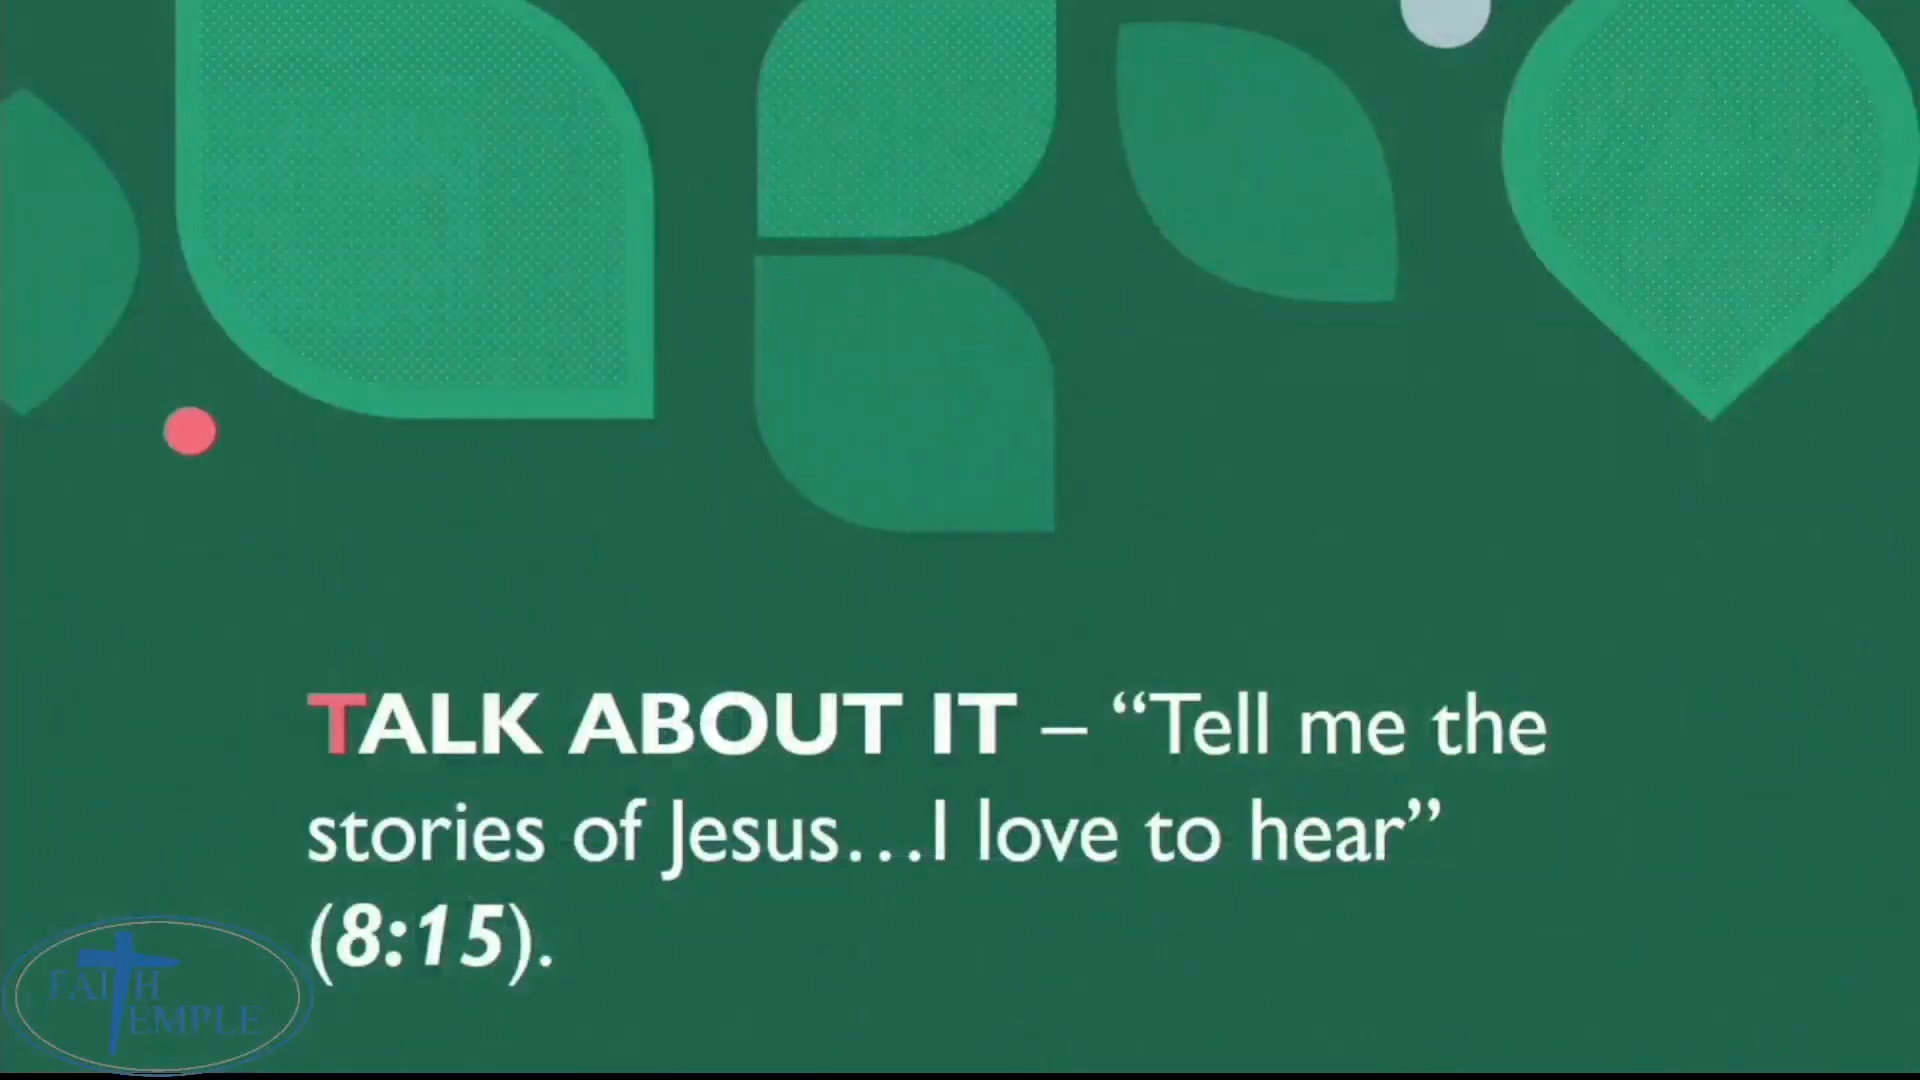 TALK ABOUT IT – “Tell me the
stories of Jesus…I love to hear”
(8:15).
FAITH
TEMPLE